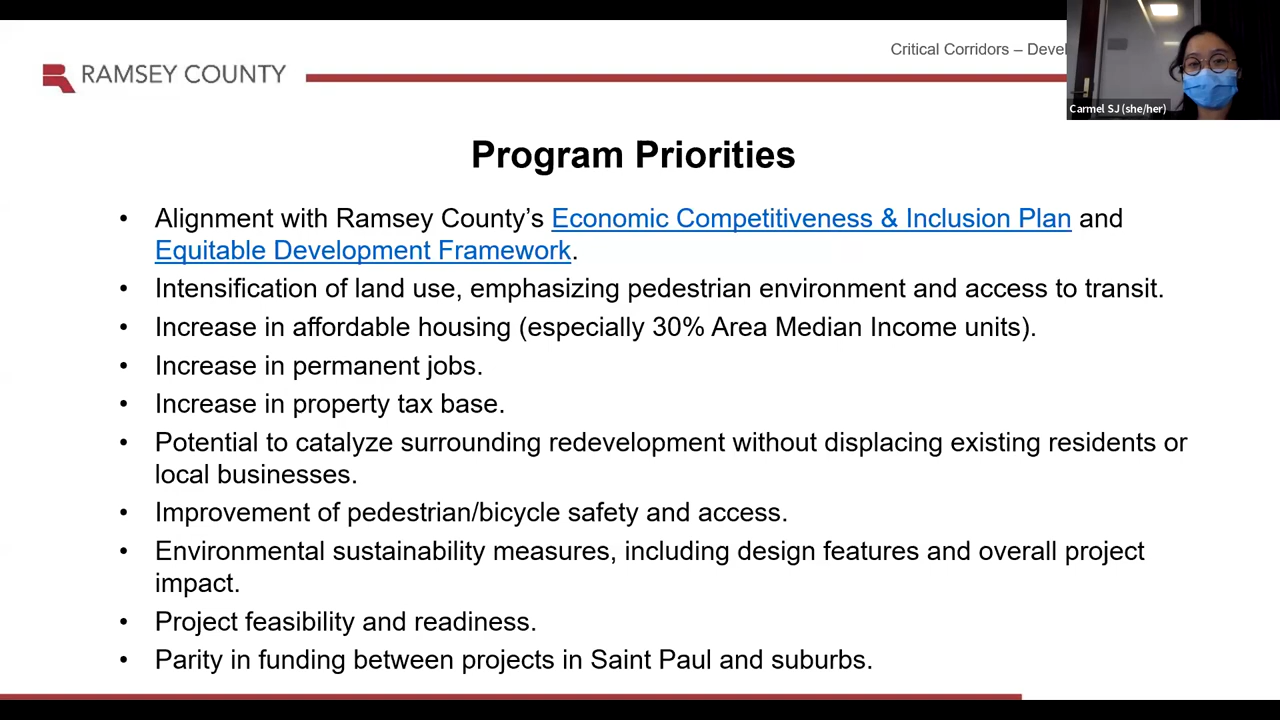 Critical Corridors –
RAMSEY COUNTY
Carmel SJ (she/her)
Program Priorities
• Alignment with Ramsey County’s Economic Competitiveness & Inclusion Plan and
Equitable Development Framework.
• Intensification of land use, emphasizing pedestrian environment and access to transit.
• Increase in affordable housing (especially 30% Area Median Income units).
• Increase in permanent jobs.
• Increase in property tax base.
• Potential to catalyze surrounding redevelopment without displacing existing residents or
local businesses.
• Improvement of pedestrian/bicycle safety and access.
• Environmental sustainability measures, including design features and overall project
impact.
• Project feasibility and readiness.
• Parity in funding between projects in Saint Paul and suburbs.